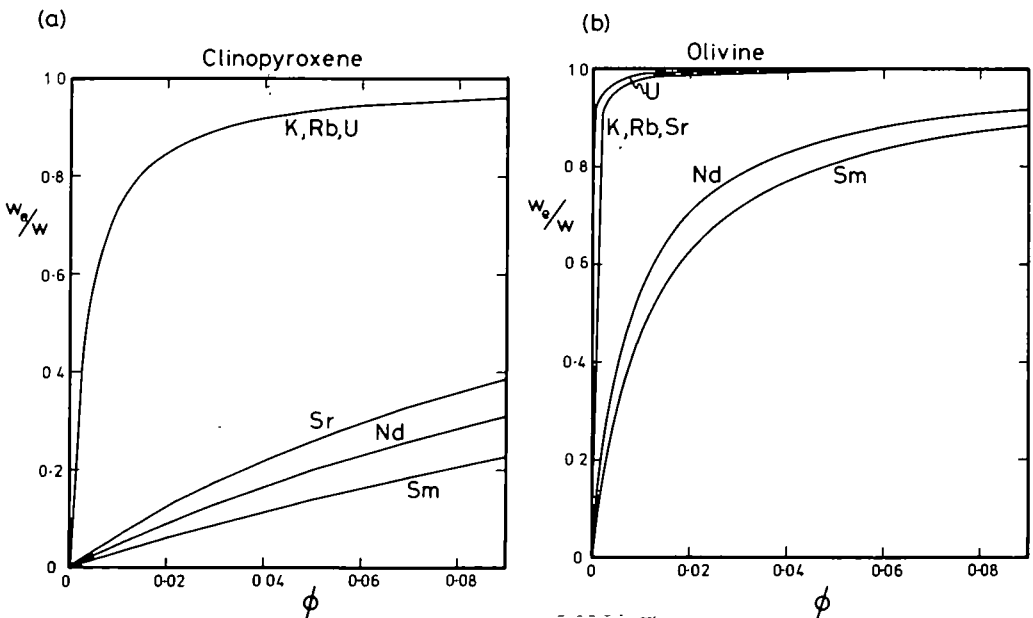 (a)
Clinopyroxene
1.0
0.8
0.6
0.4
0.2
0
We/W
K,Rb,U
Sr
Nd
Sm
0
0.02
0.04
0.06
0.08
ϕ
(b)
Olivine
1.0
0.8
0.6
0.4
0.2
0
We/W
U
K,Rb,Sr
Nd
Sm
0
0.02
0.04
0.06
0.08
ϕ